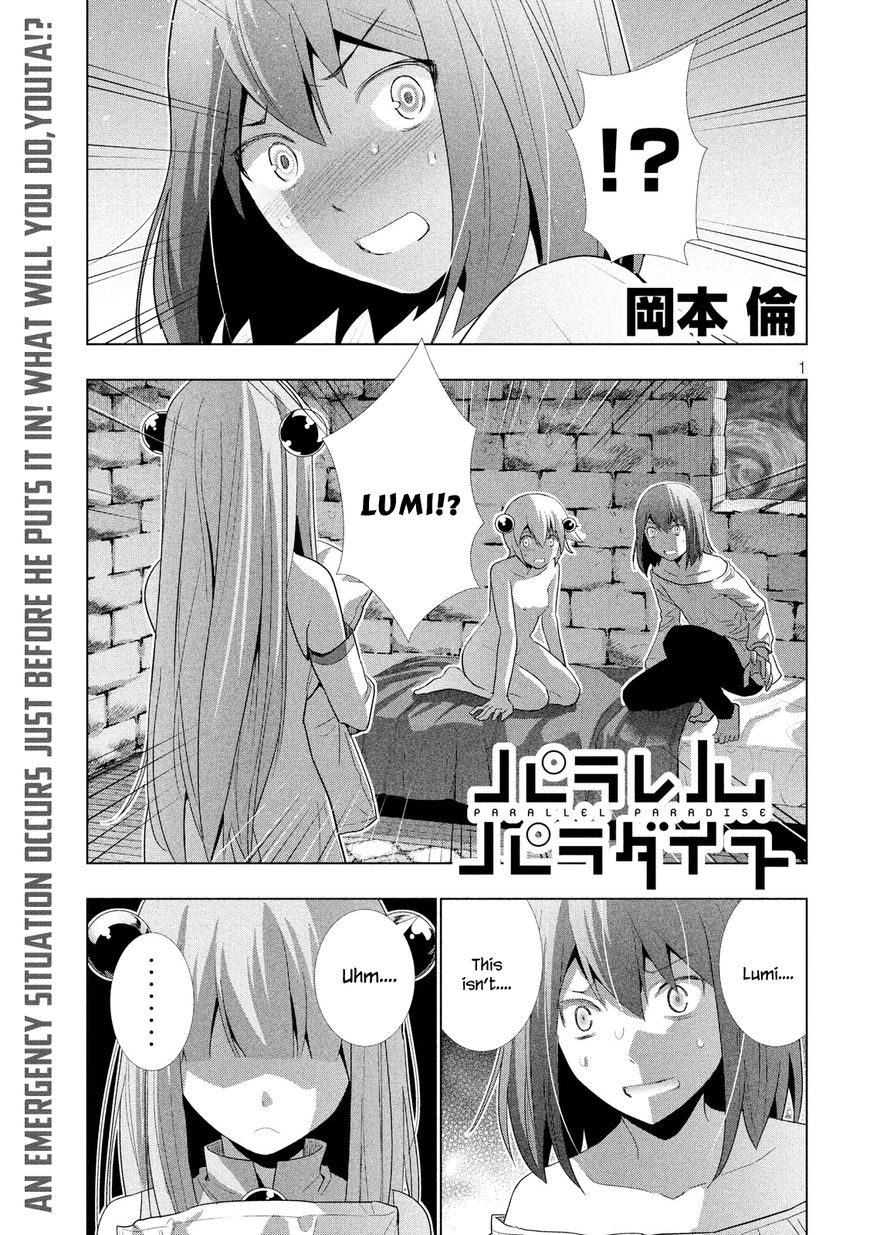 AN EMERGENCY SITUATION OCCURS JUST BEFORE HE PUTS IT IN! WHAT WILL YOU DO,YOUTA!?
!?
岡本 倫
1
LUMI!?
パラレル
PARALLEL PARADISE
パラダイス
Lumi....
This
isn't....
Uhm....
........